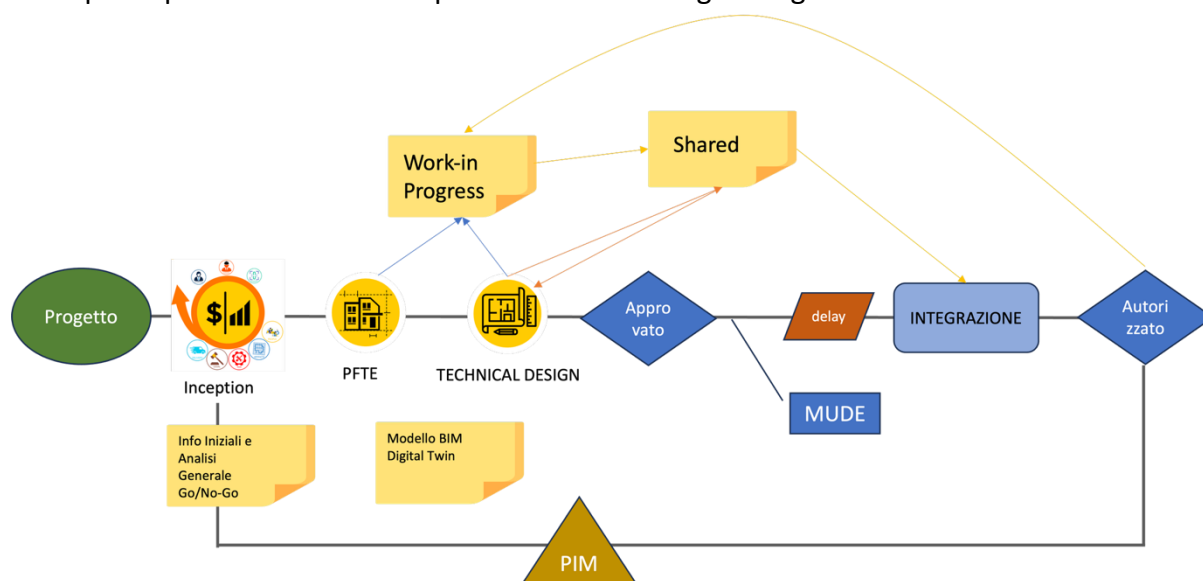 Work-in
Progress
Shared
Progetto
$
Inception
PFTE
TECHNICAL DESIGN
Appro
vato
delay
INTEGRAZIONE
Autori
zzato
MUDE
Info Iniziali e
Analisi
Generale
Go/No-Go
Modello BIM
Digital Twin
PIM